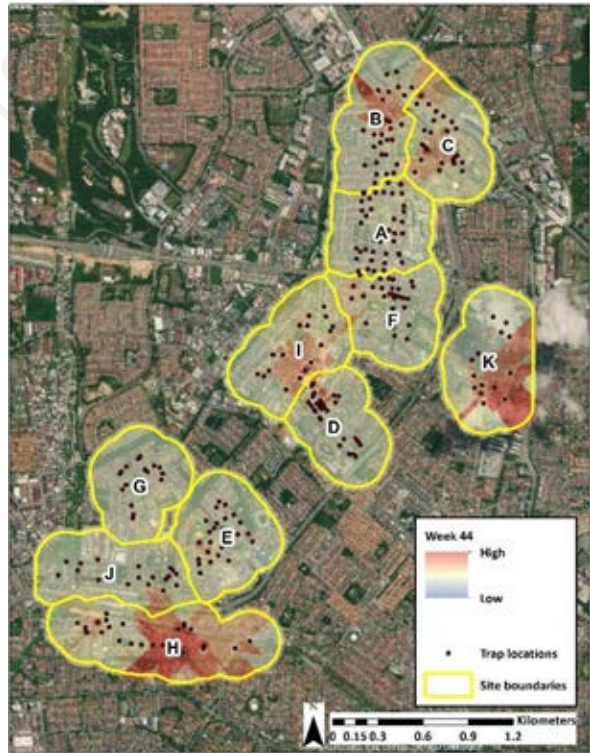 B
C
A
F
I
K
D
G
E
J
H
Week 44
High
Low
Trap locations
Site boundaries
N
Kilometers
0 0.15 0.3 0.6 0.9 1.2